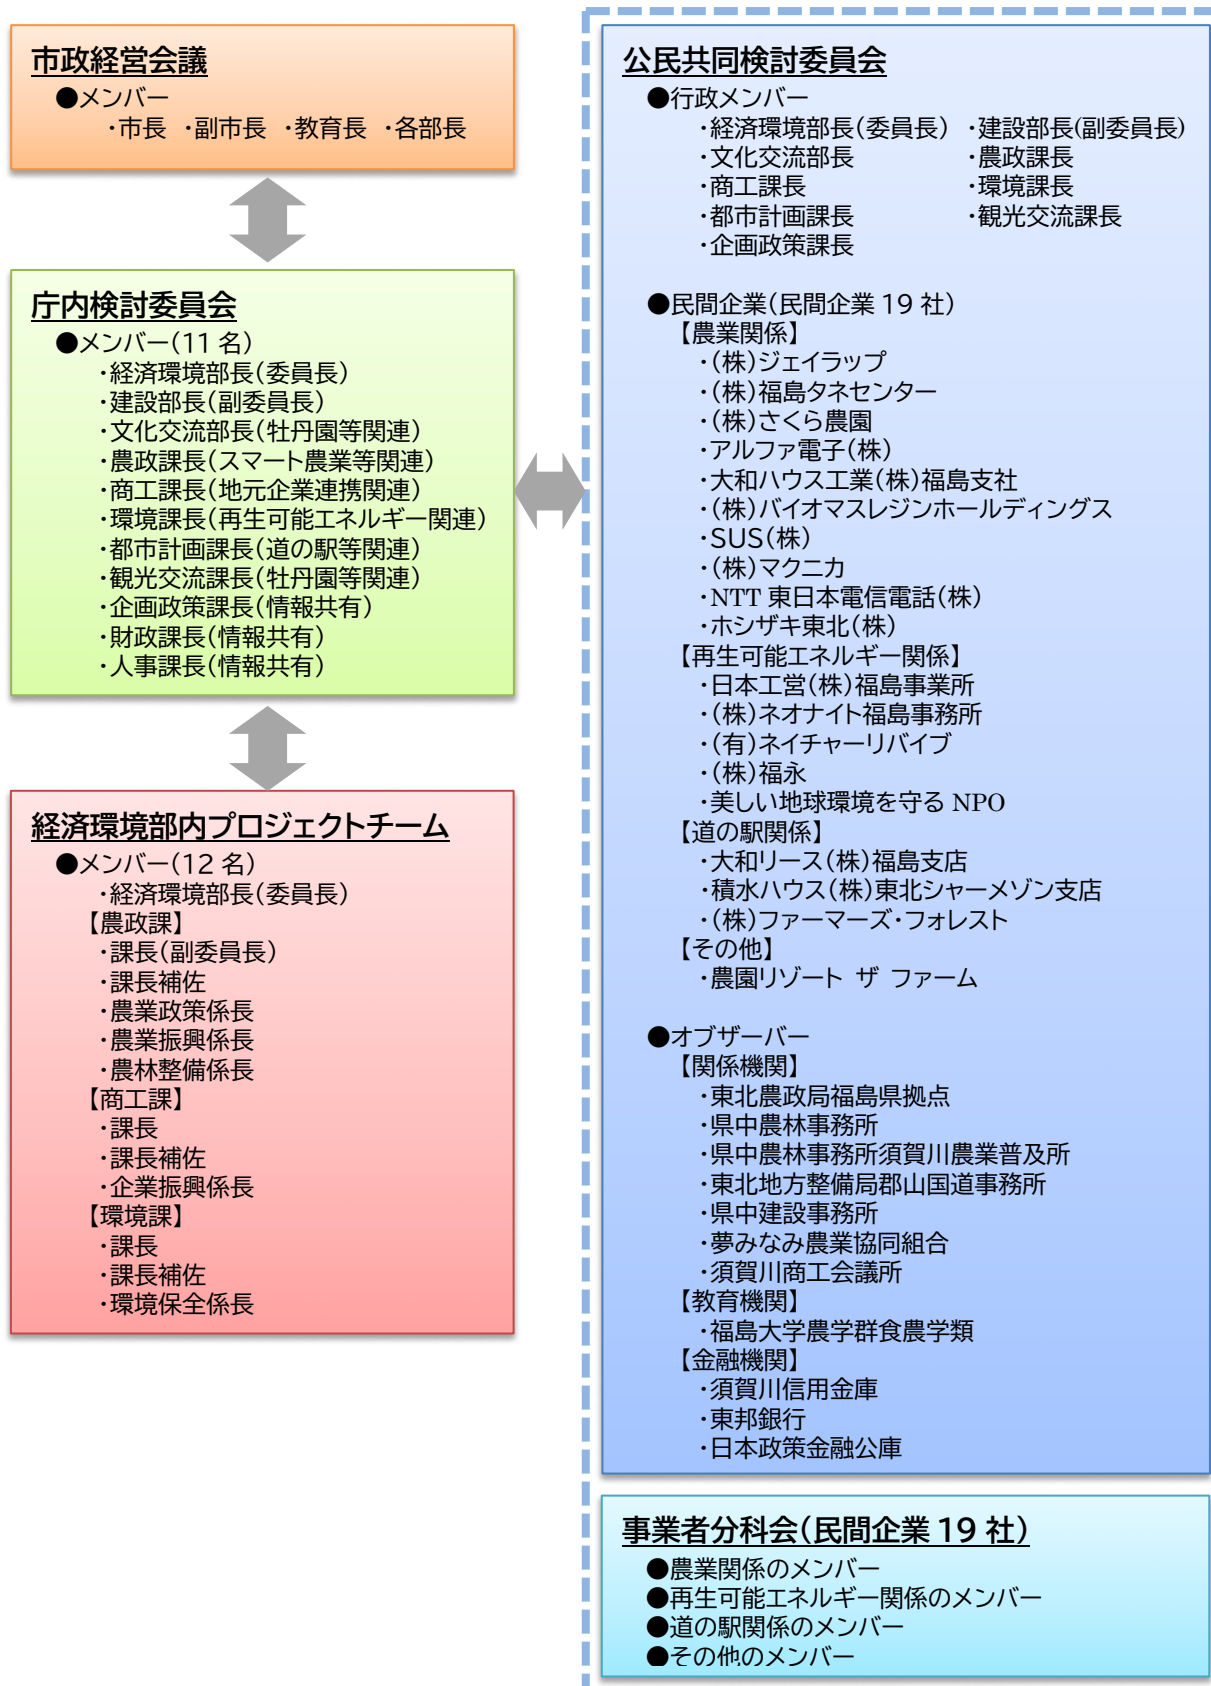 市政経営会議
●メンバー
・市長 ・副市長 ・教育長 ・各部長
庁内検討委員会
●メンバー(11名)
・経済環境部長(委員長)
・建設部長(副委員長)
・文化交流部長(牡丹園等関連)
・農政課長(スマート農業等関連)
・商工課長(地元企業連携関連)
・環境課長(再生可能エネルギー関連)
・都市計画課長(道の駅等関連)
・観光交流課長(牡丹園等関連)
・企画政策課長(情報共有)
・財政課長(情報共有)
・人事課長(情報共有)
経済環境部内プロジェクトチーム
●メンバー(12名)
・経済環境部長(委員長)
【農政課】
・課長(副委員長)
・課長補佐
・農業政策係長
・農業振興係長
・農林整備係長
【商工課】
・課長
・課長補佐
・企業振興係長
【環境課】
・課長
・課長補佐
・環境保全係長
公民共同検討委員会
●行政メンバー
・経済環境部長(委員長) ・建設部長(副委員長)
・文化交流部長 ・農政課長
・商工課長 ・環境課長
・都市計画課長 ・観光交流課長
・企画政策課長
●民間企業(民間企業19社)
【農業関係】
・(株)ジェイラップ
・(株)福島タネセンター
・(株)さくら農園
・アルファ電子(株)
・大和ハウス工業(株)福島支社
・(株)バイオマスレジンホールディングス
・SUS(株)
・(株)マクニカ
・NTT東日本電信電話(株)
・ホシザキ東北(株)
【再生可能エネルギー関係】
・日本工営(株)福島事業所
・(株)ネオナイト福島事務所
・(有)ネイチャーリバイブ
・(株)福永
・美しい地球環境を守るNPO
【道の駅関係】
・大和リース(株)福島支店
・積水ハウス(株)東北シャーメゾン支店
・(株)ファーマーズ・フォレスト
【その他】
・農園リゾート ザ ファーム
●オブザーバー
【関係機関】
・東北農政局福島県拠点
・県中農林事務所
・県中農林事務所須賀川農業普及所
・東北地方整備局郡山国道事務所
・県中建設事務所
・夢みなみ農業協同組合
・須賀川商工会議所
【教育機関】
・福島大学農学群食農学類
【金融機関】
・須賀川信用金庫
・東邦銀行
・日本政策金融公庫
事業者分科会(民間企業19社)
●農業関係のメンバー
●再生可能エネルギー関係のメンバー
●道の駅関係のメンバー
●その他のメンバー